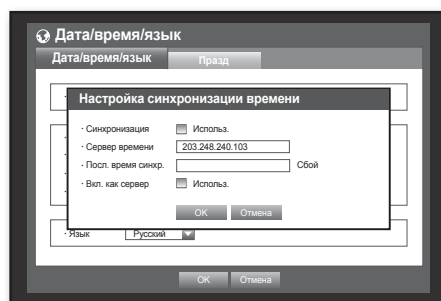 Дата/время/язык
Дата/время/язык Празд
Настройка синхронизации времени
· Синхронизация Использ.
· Сервер времени 203.248.240.103
· Посл. время синхр. Сбой
· Вкл. как сервер Использ.
OK Отмена
· Язык Русский
OK Отмена